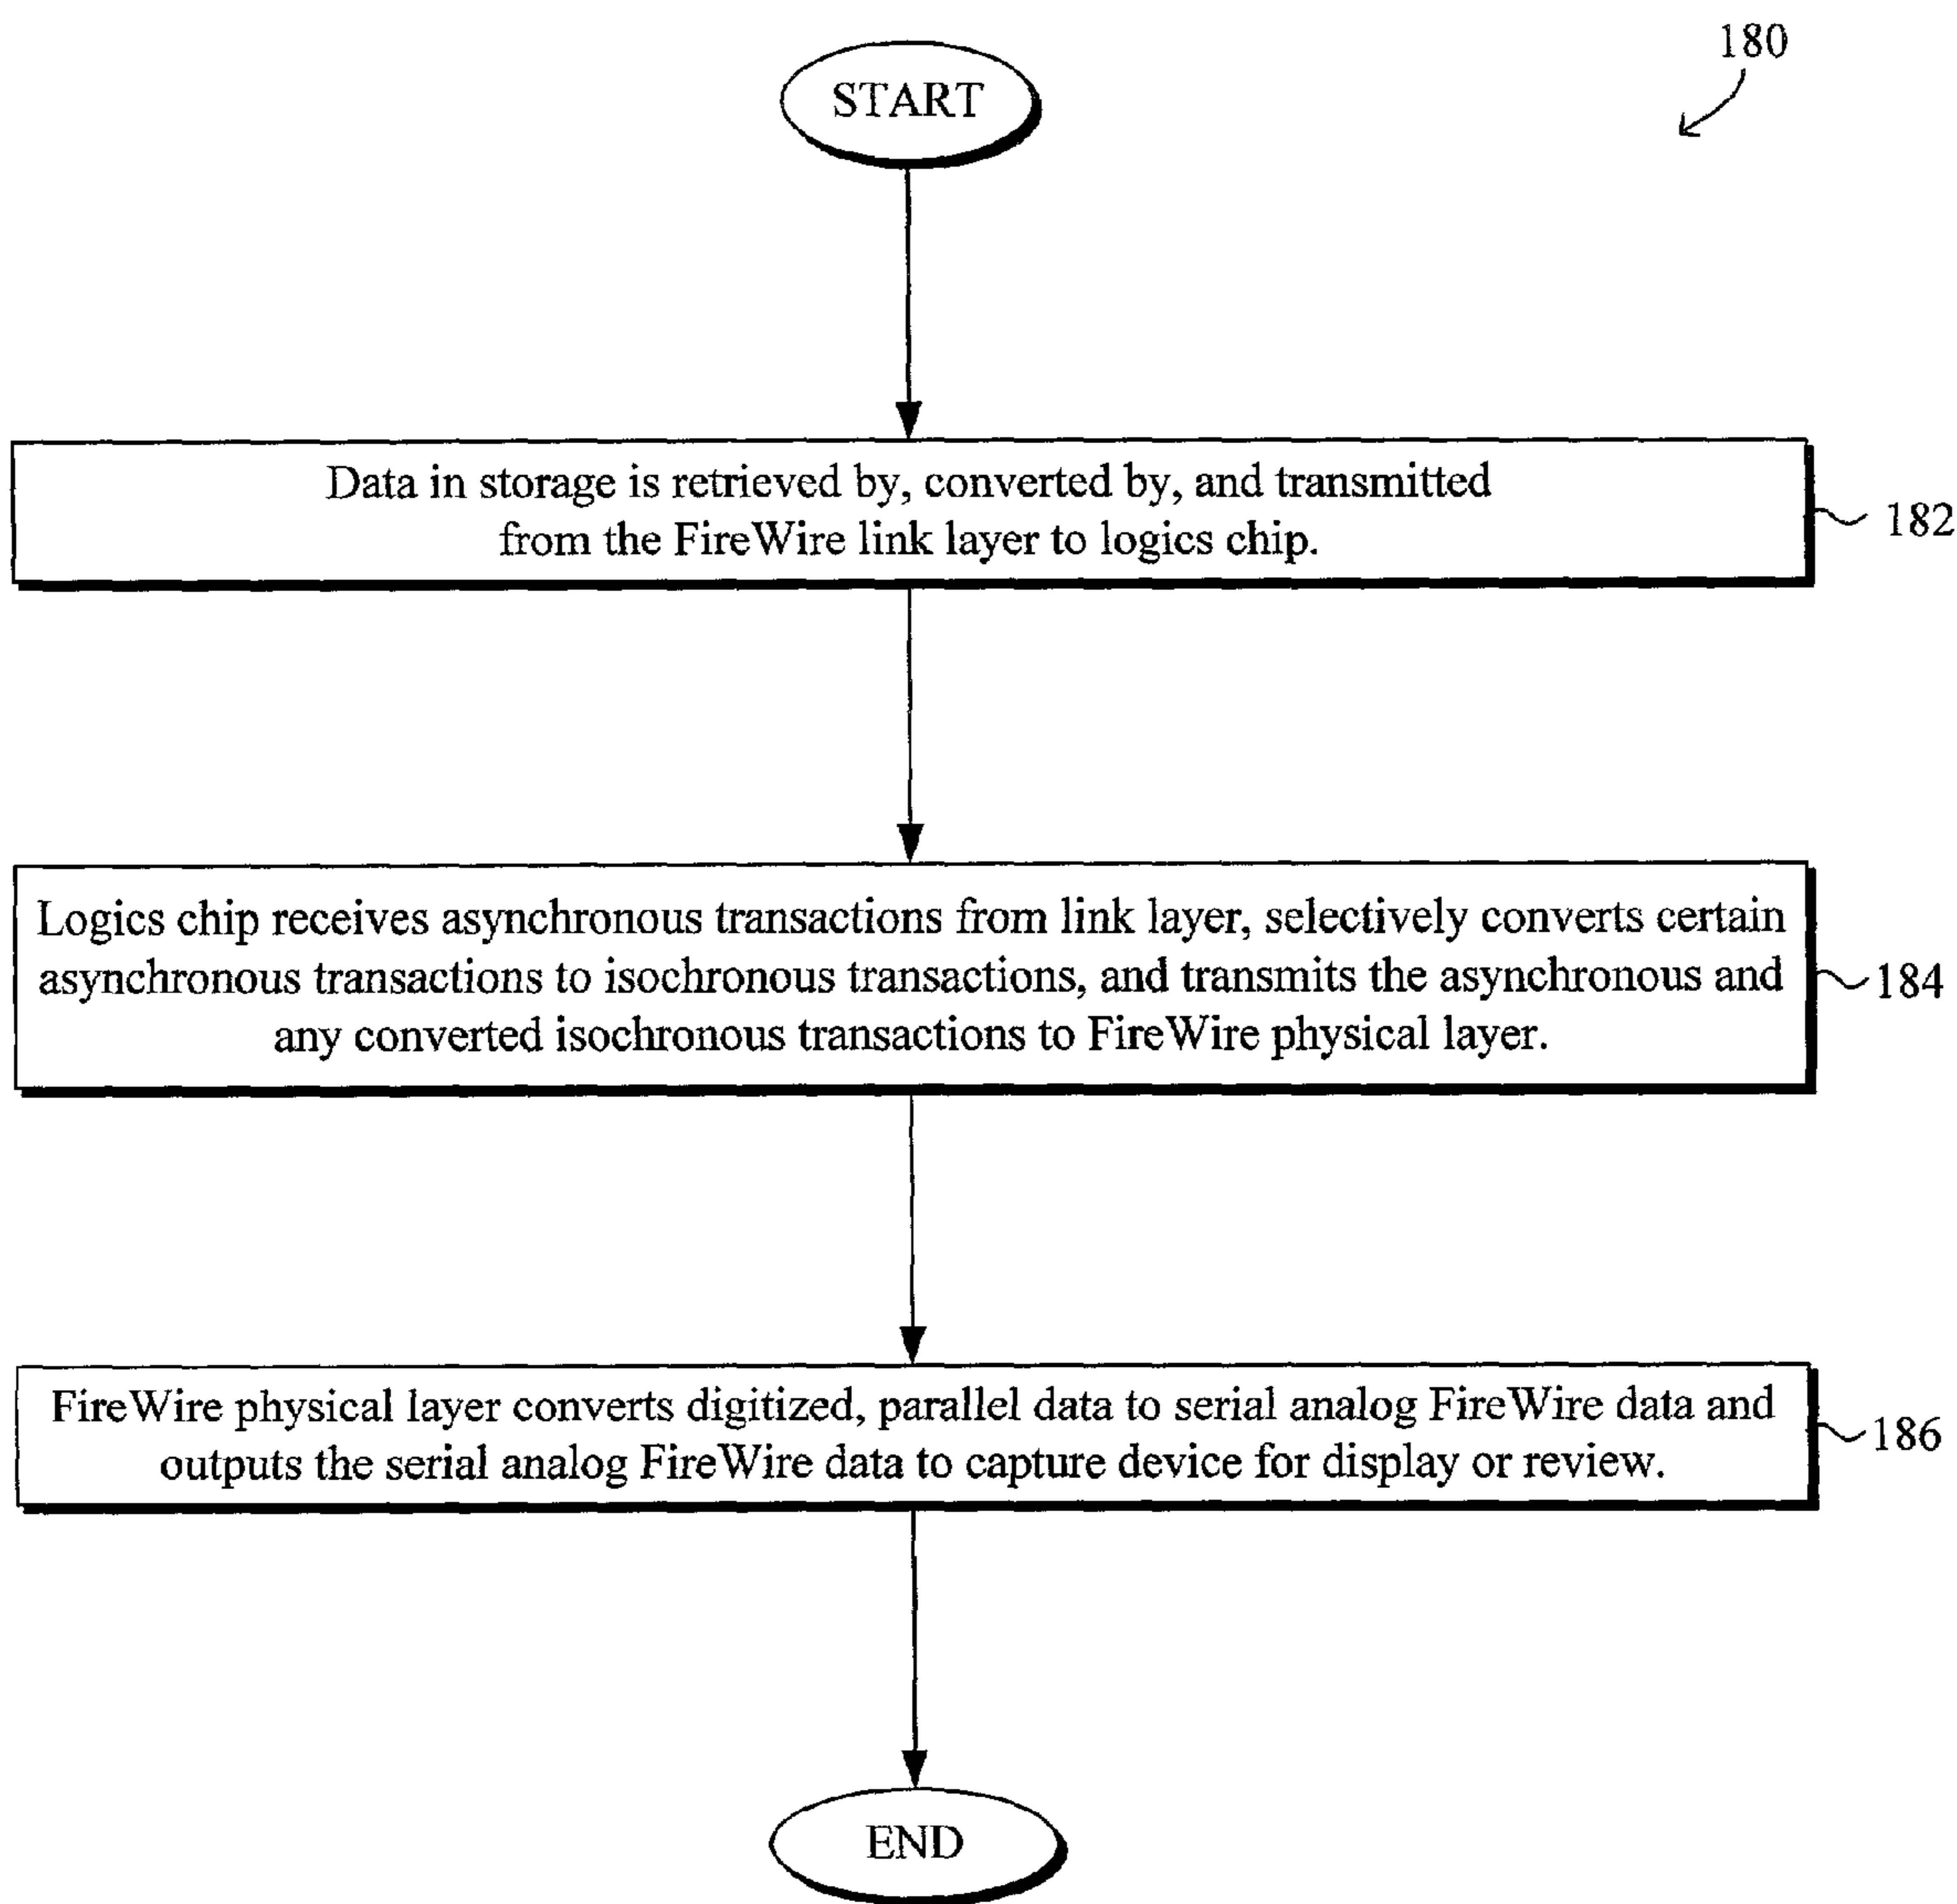 180
START
Data in storage is retrieved by, converted by, and transmitted
from the FireWire link layer to logics chip.
182
Logics chip receives asynchronous transactions from link layer, selectively converts certain
asynchronous transactions to isochronous transactions, and transmits the asynchronous and
any converted isochronous transactions to FireWire physical layer.
184
FireWire physical layer converts digitized, parallel data to serial analog FireWire data and
outputs the serial analog FireWire data to capture device for display or review.
186
END